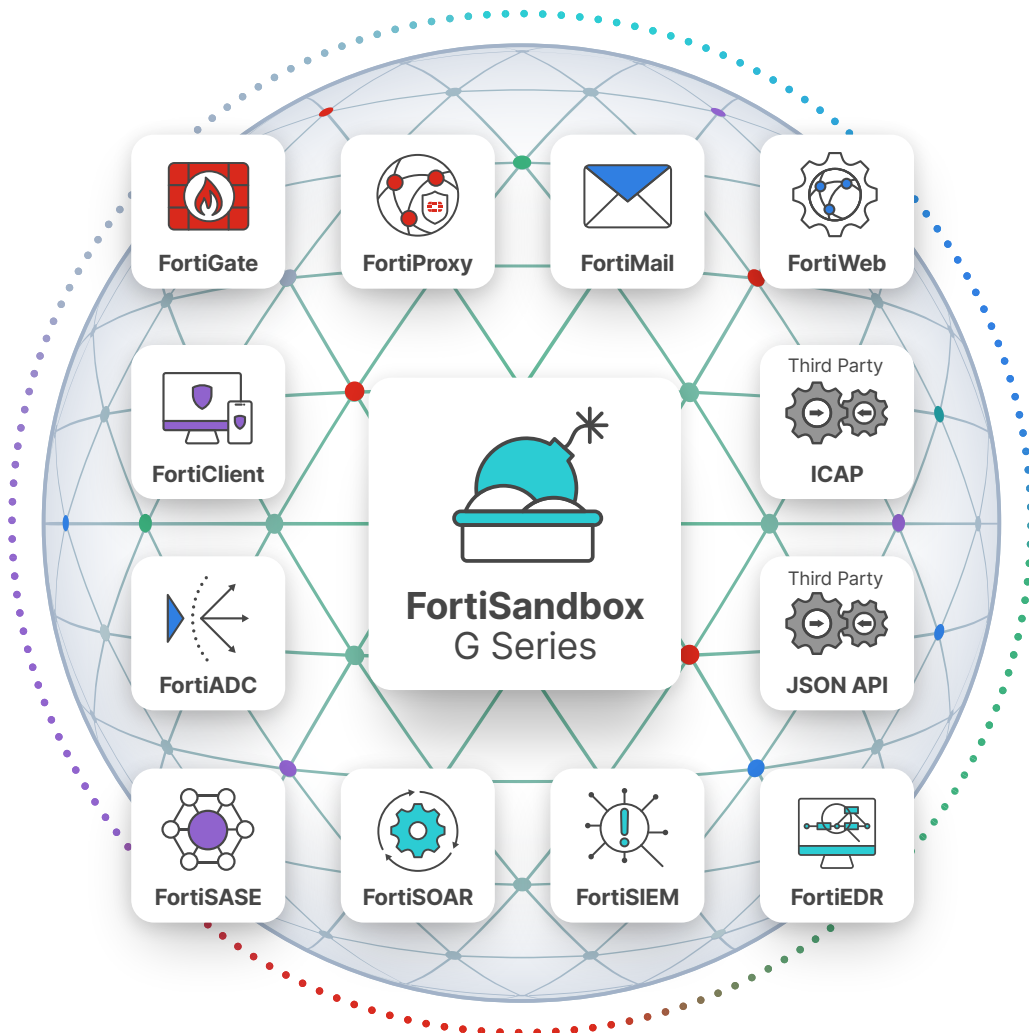 FortiGate
FortiProxy
FortiMail
FortiWeb
FortiClient
Third Party
ICAP
FortiSandbox
G Series
FortiADC
Third Party
JSON API
FortiSASE
FortiSOAR
FortiSIEM
FortiEDR